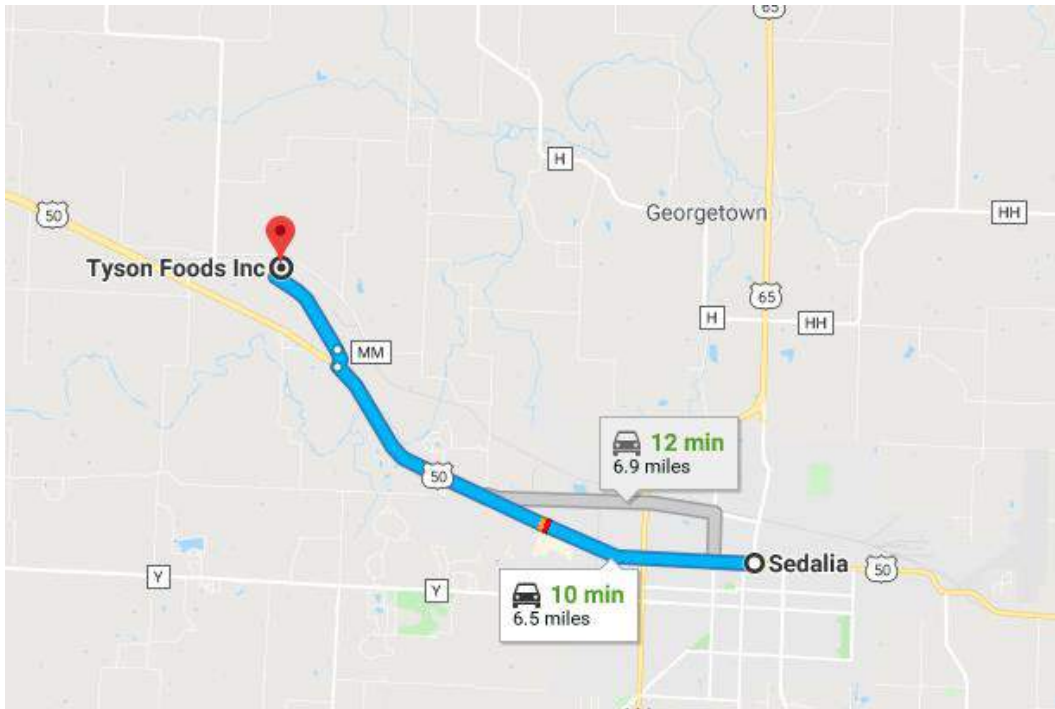 65
H
Georgetown
HH
50
Tyson Foods Inc
65
H
HH
MM
12 min
6.9 miles
50
Sedalia
50
Y
Y
10 min
6.5 miles